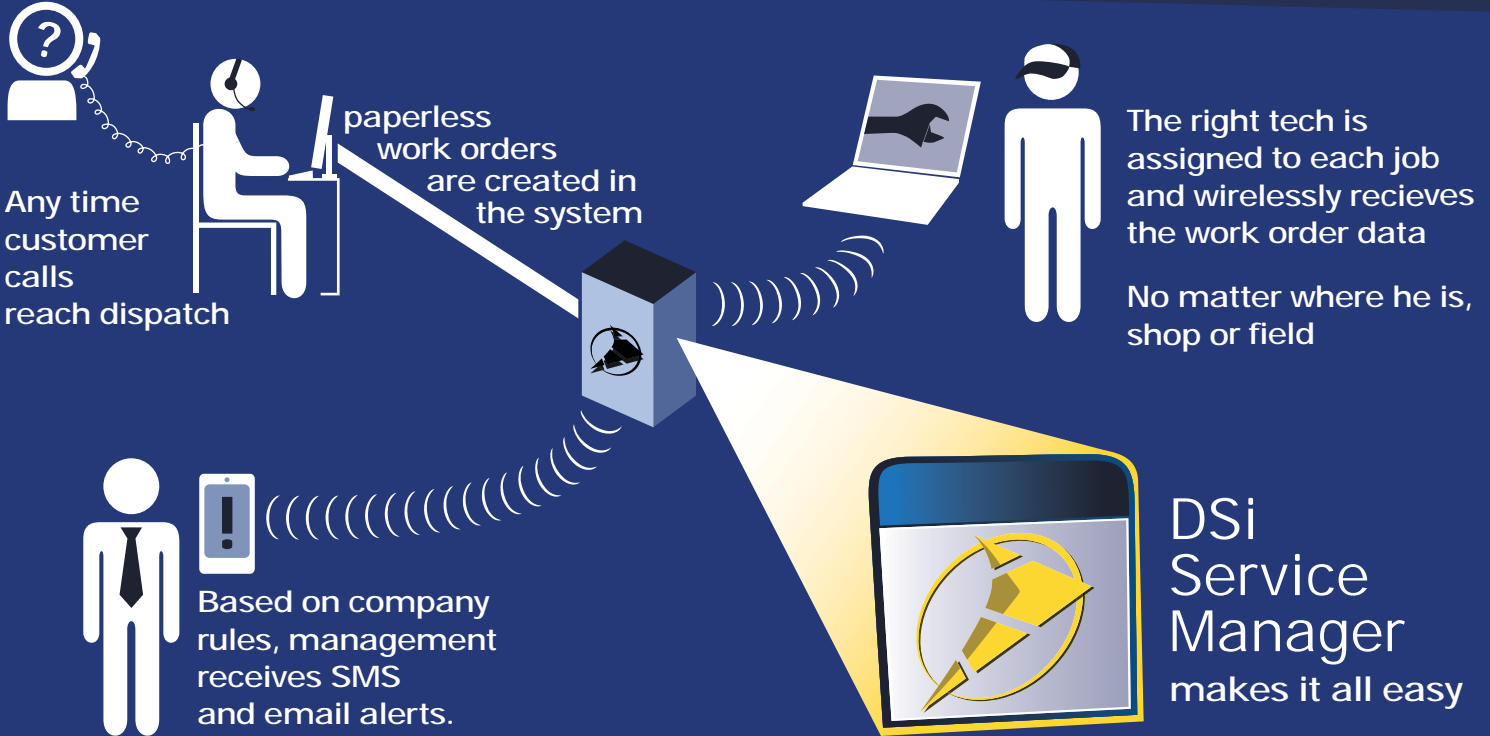 ?
Any time
customer
calls
reach dispatch
paperless
work orders
are created in
the system
The right tech is
assigned to each job
and wirelessly recieves
the work order data
No matter where he is,
shop or field
!
Based on company
rules, management
receives SMS
and email alerts.
DSi
Service
Manager
makes it all easy